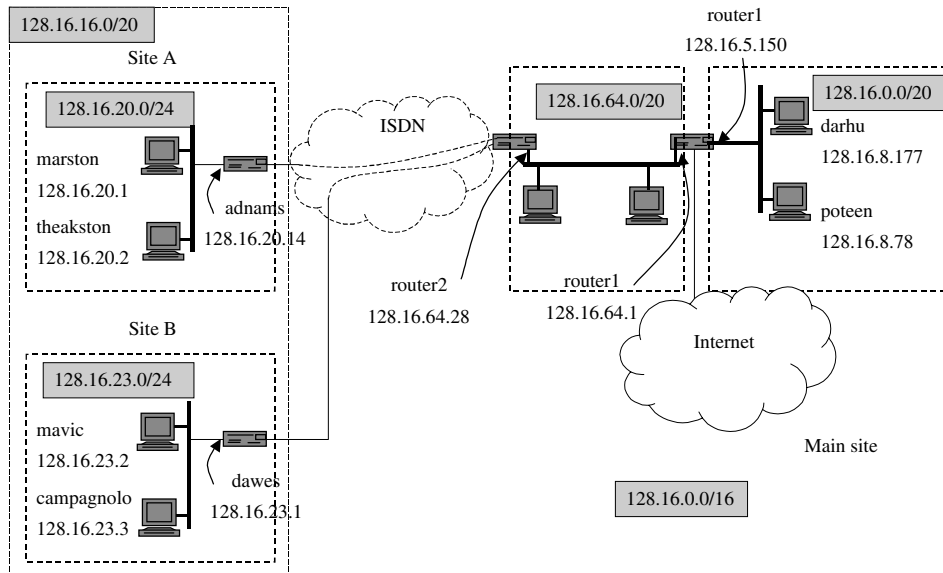 128.16.16.0/20
Site A
128.16.20.0/24
marston
128.16.20.1
theakston
128.16.20.2
adnams
128.16.20.14
Site B
128.16.23.0/24
mavic
128.16.23.2
campagnolo
128.16.23.3
dawes
128.16.23.1
ISDN
router2
128.16.64.28
128.16.64.0/20
router1
128.16.64.1
router1
128.16.5.150
128.16.0.0/20
darhu
128.16.8.177
poteen
128.16.8.78
Internet
Main site
128.16.0.0/16